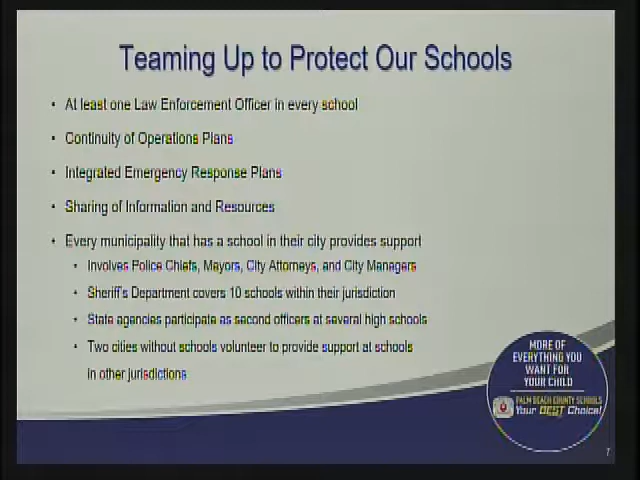 Teaming Up to Protect Our Schools
• At least one Law Enforcement Officer in every school
• Continuity of Operations Plans
• Integrated Emergency Response Plans
• Sharing of Information and Resources
• Every municipality that has a school in their city provides support
• Involves Police Chiefs, Mayors, City Attorneys, and City Managers
• Sheriff's Department covers 10 schools within their jurisdiction
• State agencies participate as second officers at several high schools
• Two cities without schools volunteer to provide support at schools
in other jurisdictions
MORE OF
EVERYTHING YOU
WANT FOR
YOUR CHILD
PALM BEACH COUNTY SCHOOLS
Your BEST Choice!
7